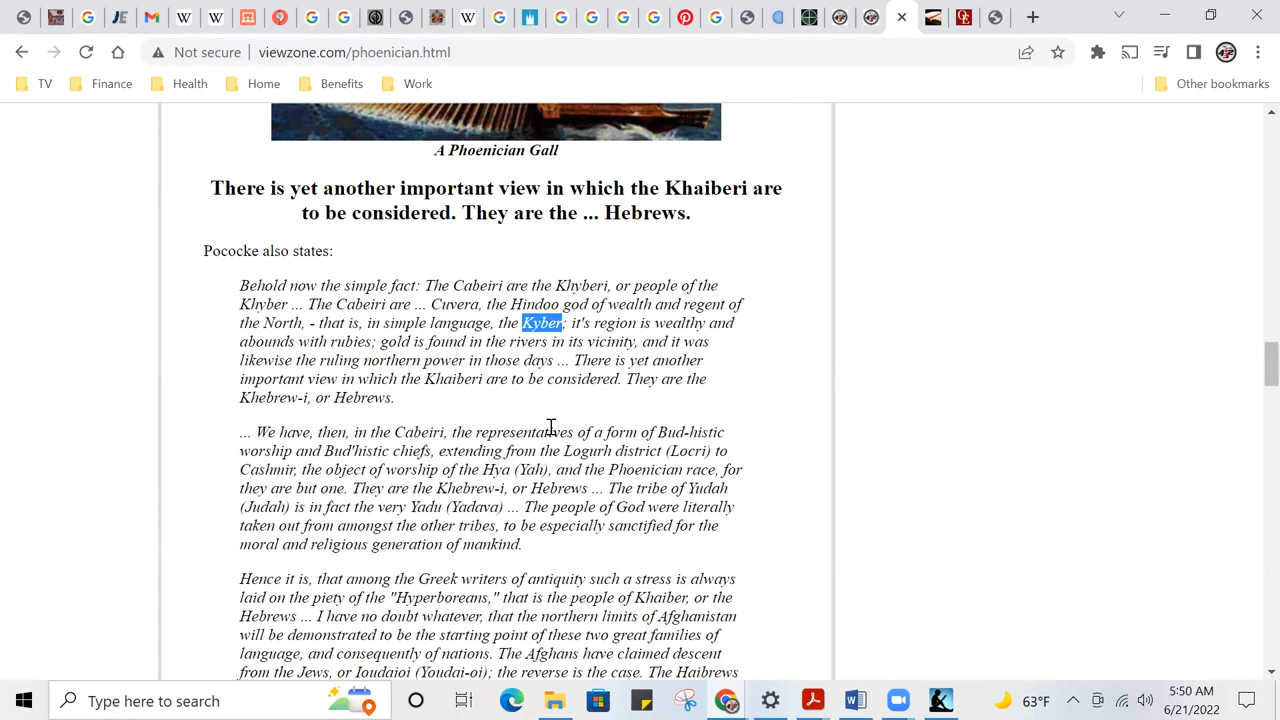 Not secure | viewzone.com/phoenician.html
TV Finance Health Home Benefits Work Other bookmarks
A Phoenician Gall
There is yet another important view in which the Khaiberi are
to be considered. They are the ... Hebrews.
Pococke also states:
Behold now the simple fact: The Cabeiri are the Khyberi, or people of the
Khyber ... The Cabeiri are ... Cuvera, the Hindoo god of wealth and regent of
the North, - that is, in simple language, the Kyber; it's region is wealthy and
abounds with rubies; gold is found in the rivers in its vicinity, and it was
likewise the ruling northern power in those days ... There is yet another
important view in which the Khaiberi are to be considered. They are the
Khebrew-i, or Hebrews.
... We have, then, in the Cabeiri, the representatives of a form of Bud-histic
worship and Bud'histic chiefs, extending from the Logurh district (Locri) to
Cashmir, the object of worship of the Hya (Yah), and the Phoenician race, for
they are but one. They are the Khebrew-i, or Hebrews ... The tribe of Yudah
(Judah) is in fact the very Yadu (Yadava) ... The people of God were literally
taken out from amongst the other tribes, to be especially sanctified for the
moral and religious generation of mankind.
Hence it is, that among the Greek writers of antiquity such a stress is always
laid on the piety of the "Hyperboreans," that is the people of Khaiber, or the
Hebrews ... I have no doubt whatever, that the northern limits of Afghanistan
will be demonstrated to be the starting point of these two great families of
language, and consequently of nations. The Afghans have claimed descent
from the Jews, or Ioudaioi (Youdai-oi); the reverse is the case. The Haibrews
Type here to search
63°F
5:50 AM
6/21/2022